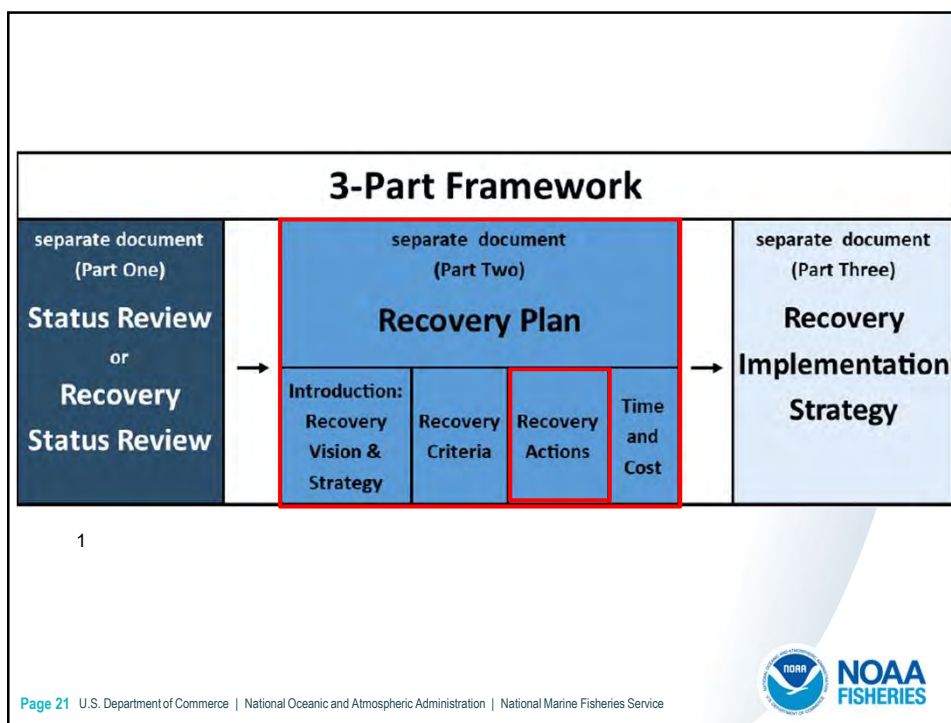 3-Part Framework
separate document
(Part One)
Status Review
or
Recovery
Status Review
separate document
(Part Two)
Recovery Plan
Introduction:
Recovery
Vision &
Strategy
Recovery
Criteria
Recovery
Actions
Time
and
Cost
separate document
(Part Three)
Recovery
Implementation
Strategy
1
Page 21 U.S. Department of Commerce | National Oceanic and Atmospheric Administration | National Marine Fisheries Service
NOAA
NOAA
FISHERIES